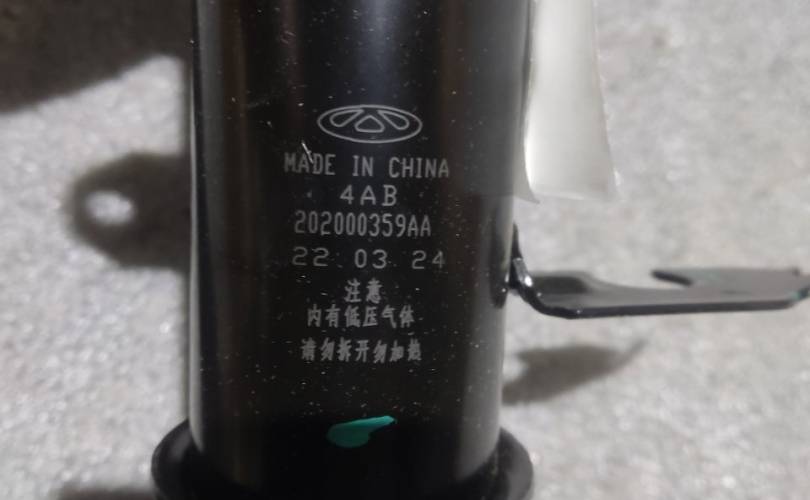 MADE IN CHINA
4AB
202000359AA
22 03 24
注意
内有低压气体
请勿拆开勿加热